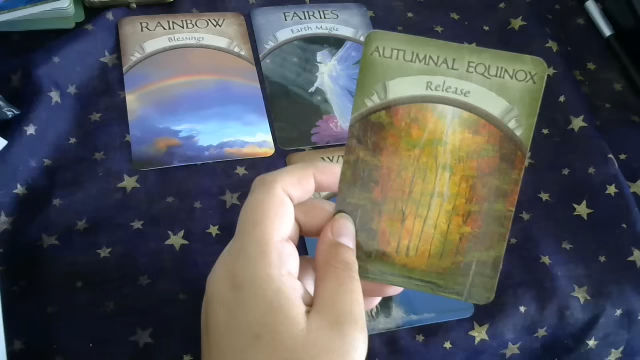 RAINBOW
Blessings
FAIRIES
Earth Magic
AUTUMNAL EQUINOX
Release